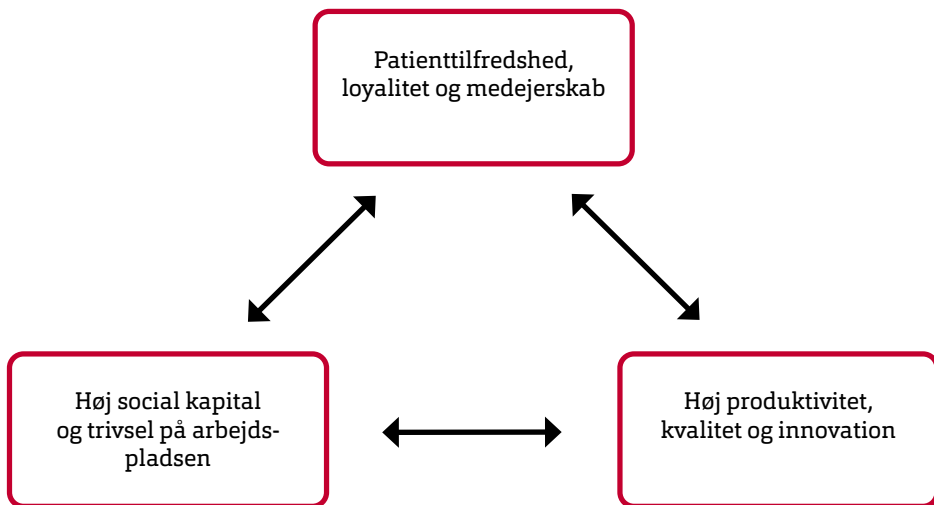 Patienttilfredshed,
loyalitet og medejerskab
Høj social kapital
og trivsel på arbejds-
pladsen
Høj produktivitet,
kvalitet og innovation